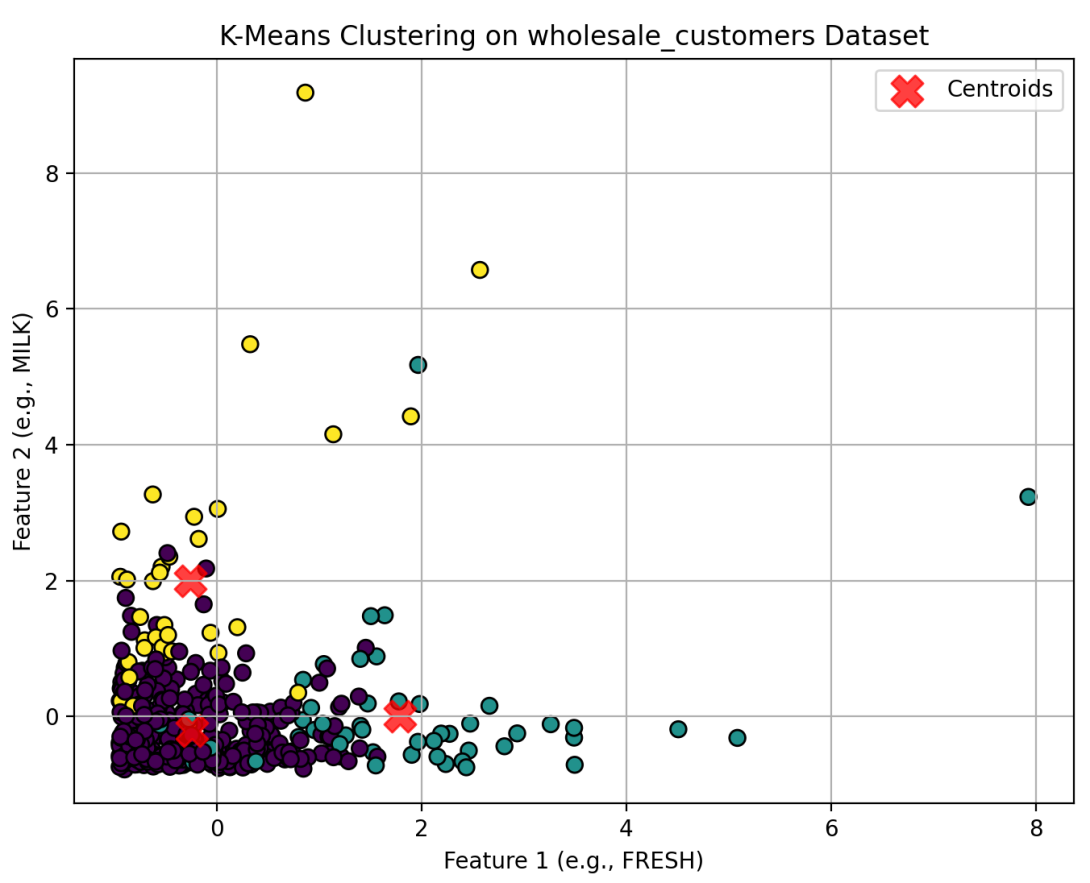 K-Means Clustering on wholesale_customers Dataset
Centroids
8
6
4
2
0
Feature 2 (e.g., MILK)
0 2 4 6 8
Feature 1 (e.g., FRESH)